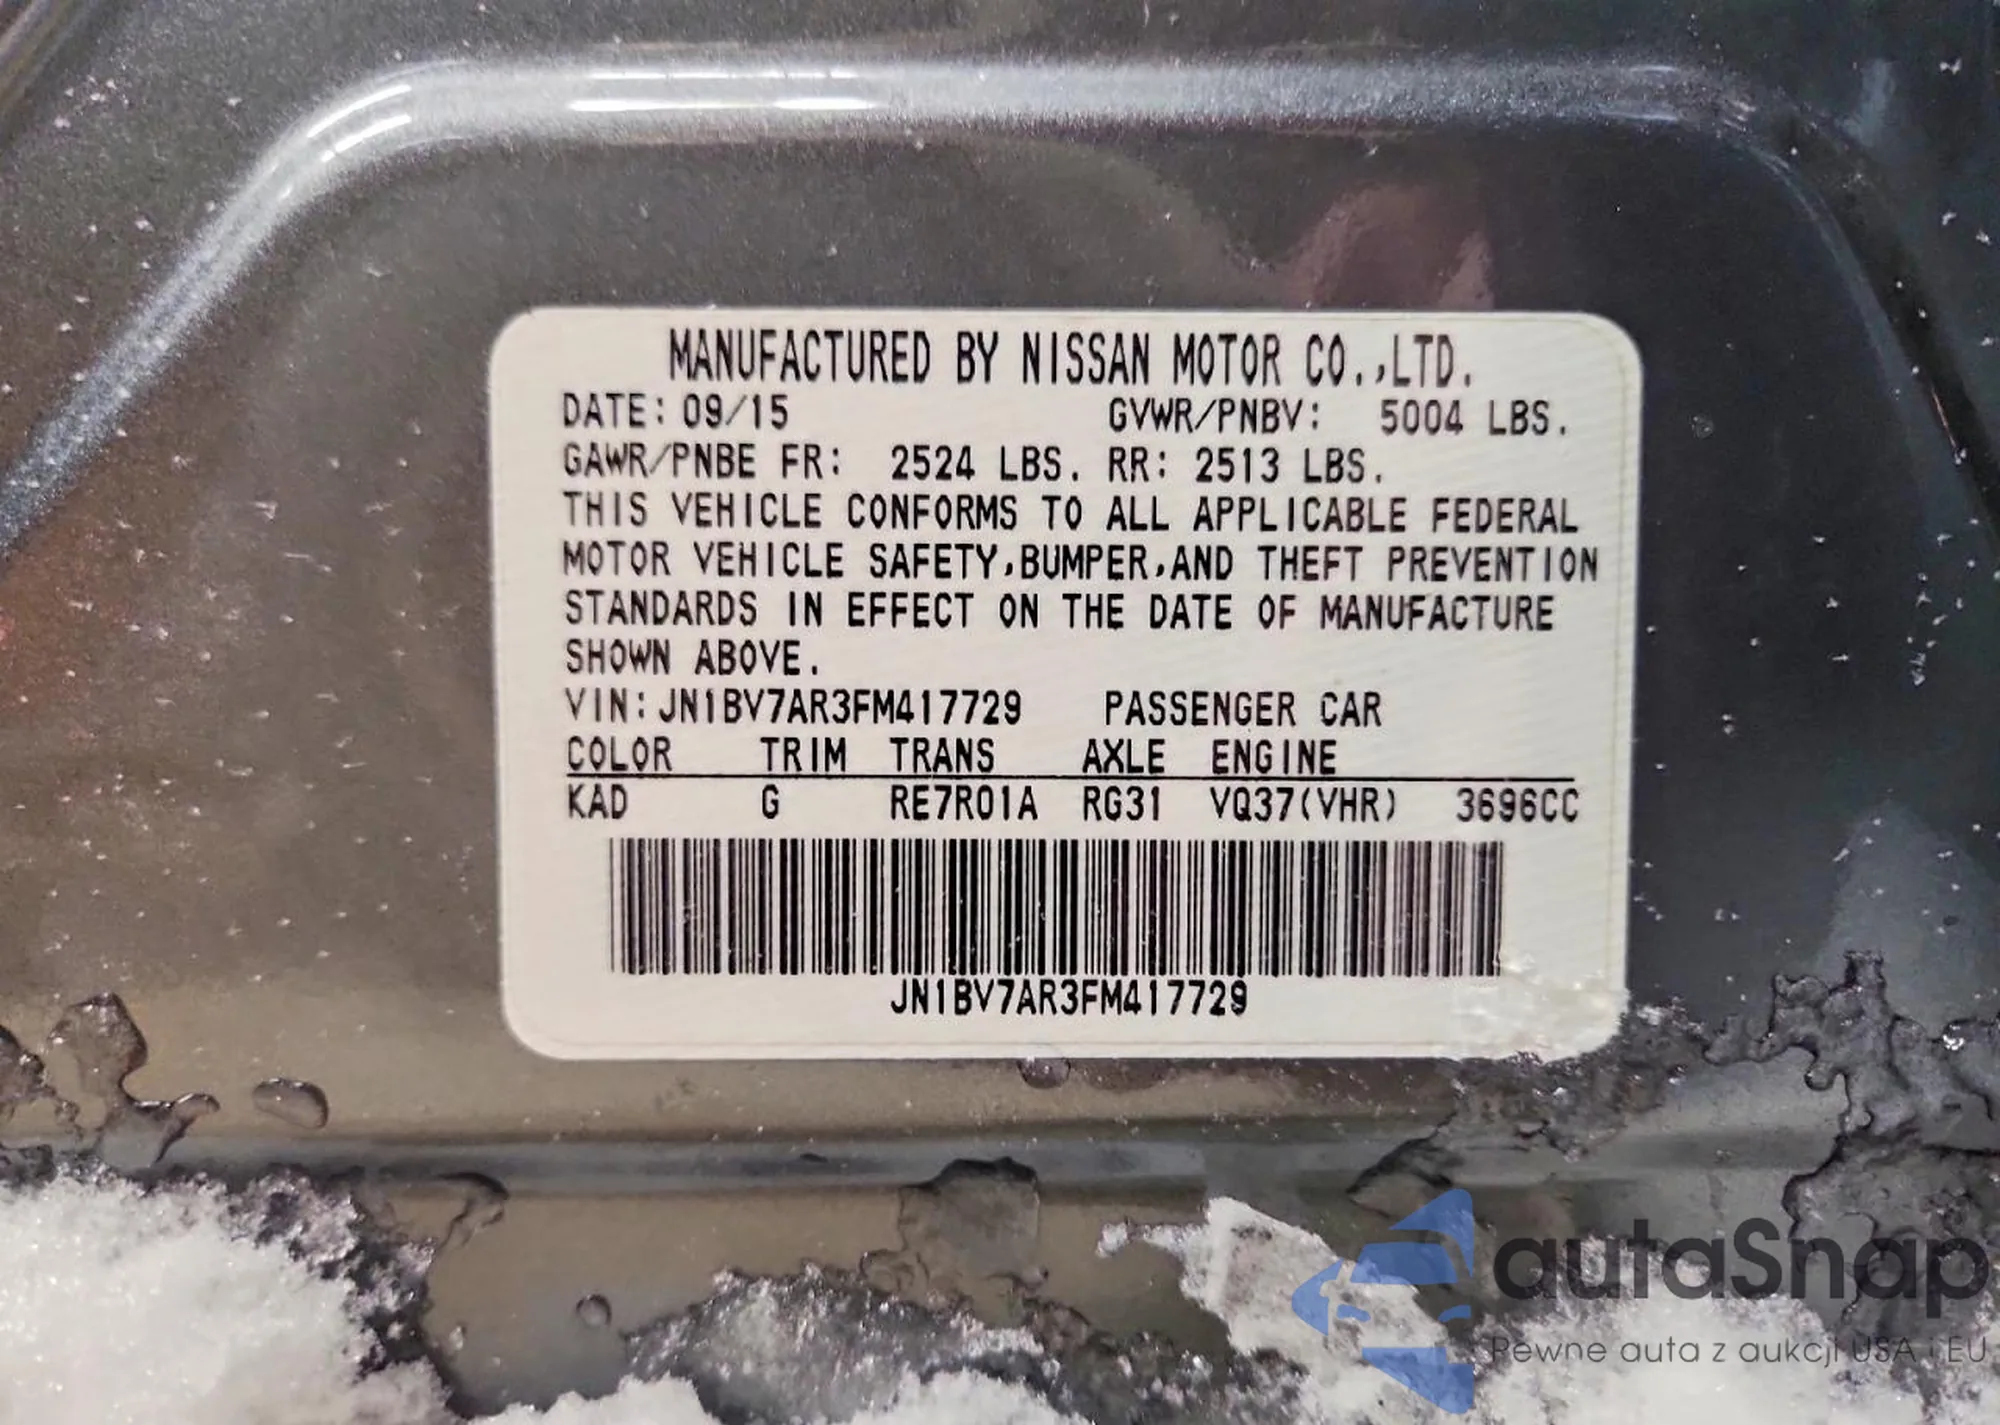 MANUFACTURED BY NISSAN MOTOR CO.,LTD.
DATE: 09/15 GVWR/PNBV: 5004 LBS.
GAWR/PNBE FR: 2524 LBS. RR: 2513 LBS.
THIS VEHICLE CONFORMS TO ALL APPLICABLE FEDERAL
MOTOR VEHICLE SAFETY,BUMPER,AND THEFT PREVENTION
STANDARDS IN EFFECT ON THE DATE OF MANUFACTURE
SHOWN ABOVE.
VIN:JN1BV7AR3FM417729 PASSENGER CAR
COLOR TRIM TRANS AXLE ENGINE
KAD G RE7R01A RG31 VQ37(VHR) 3696CC
JN1BV7AR3FM417729
autaSnap
Pewne auta z aukcji USA i EU